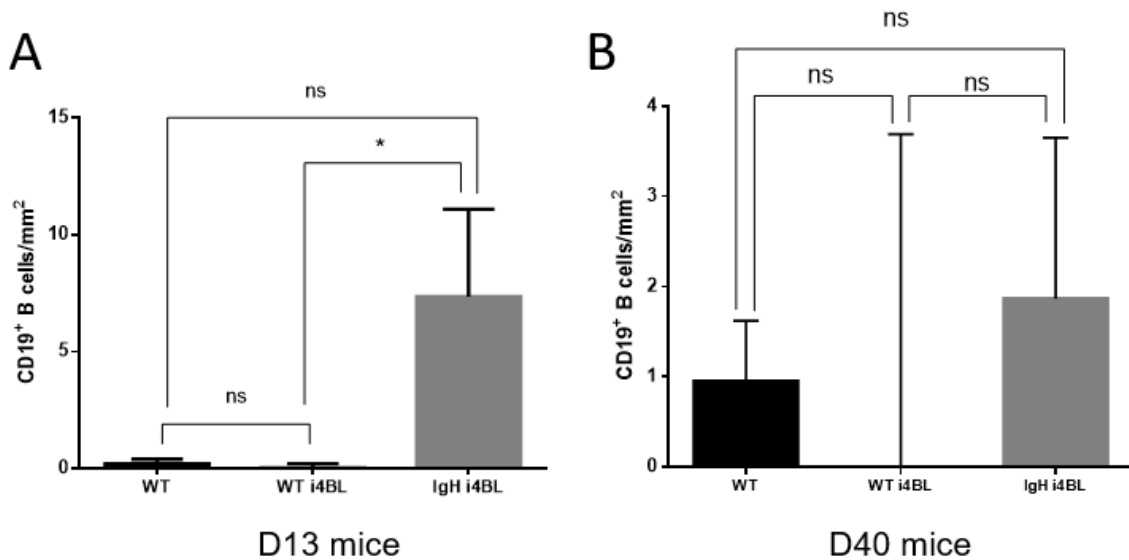 A
ns
15
*
10
5
ns
0
CD19+ B cells/mm2
WT
WT i4BL
IgH i4BL
D13 mice
B
ns
ns
ns
4
3
2
1
0
CD19+ B cells/mm2
WT
WT i4BL
IgH i4BL
D40 mice